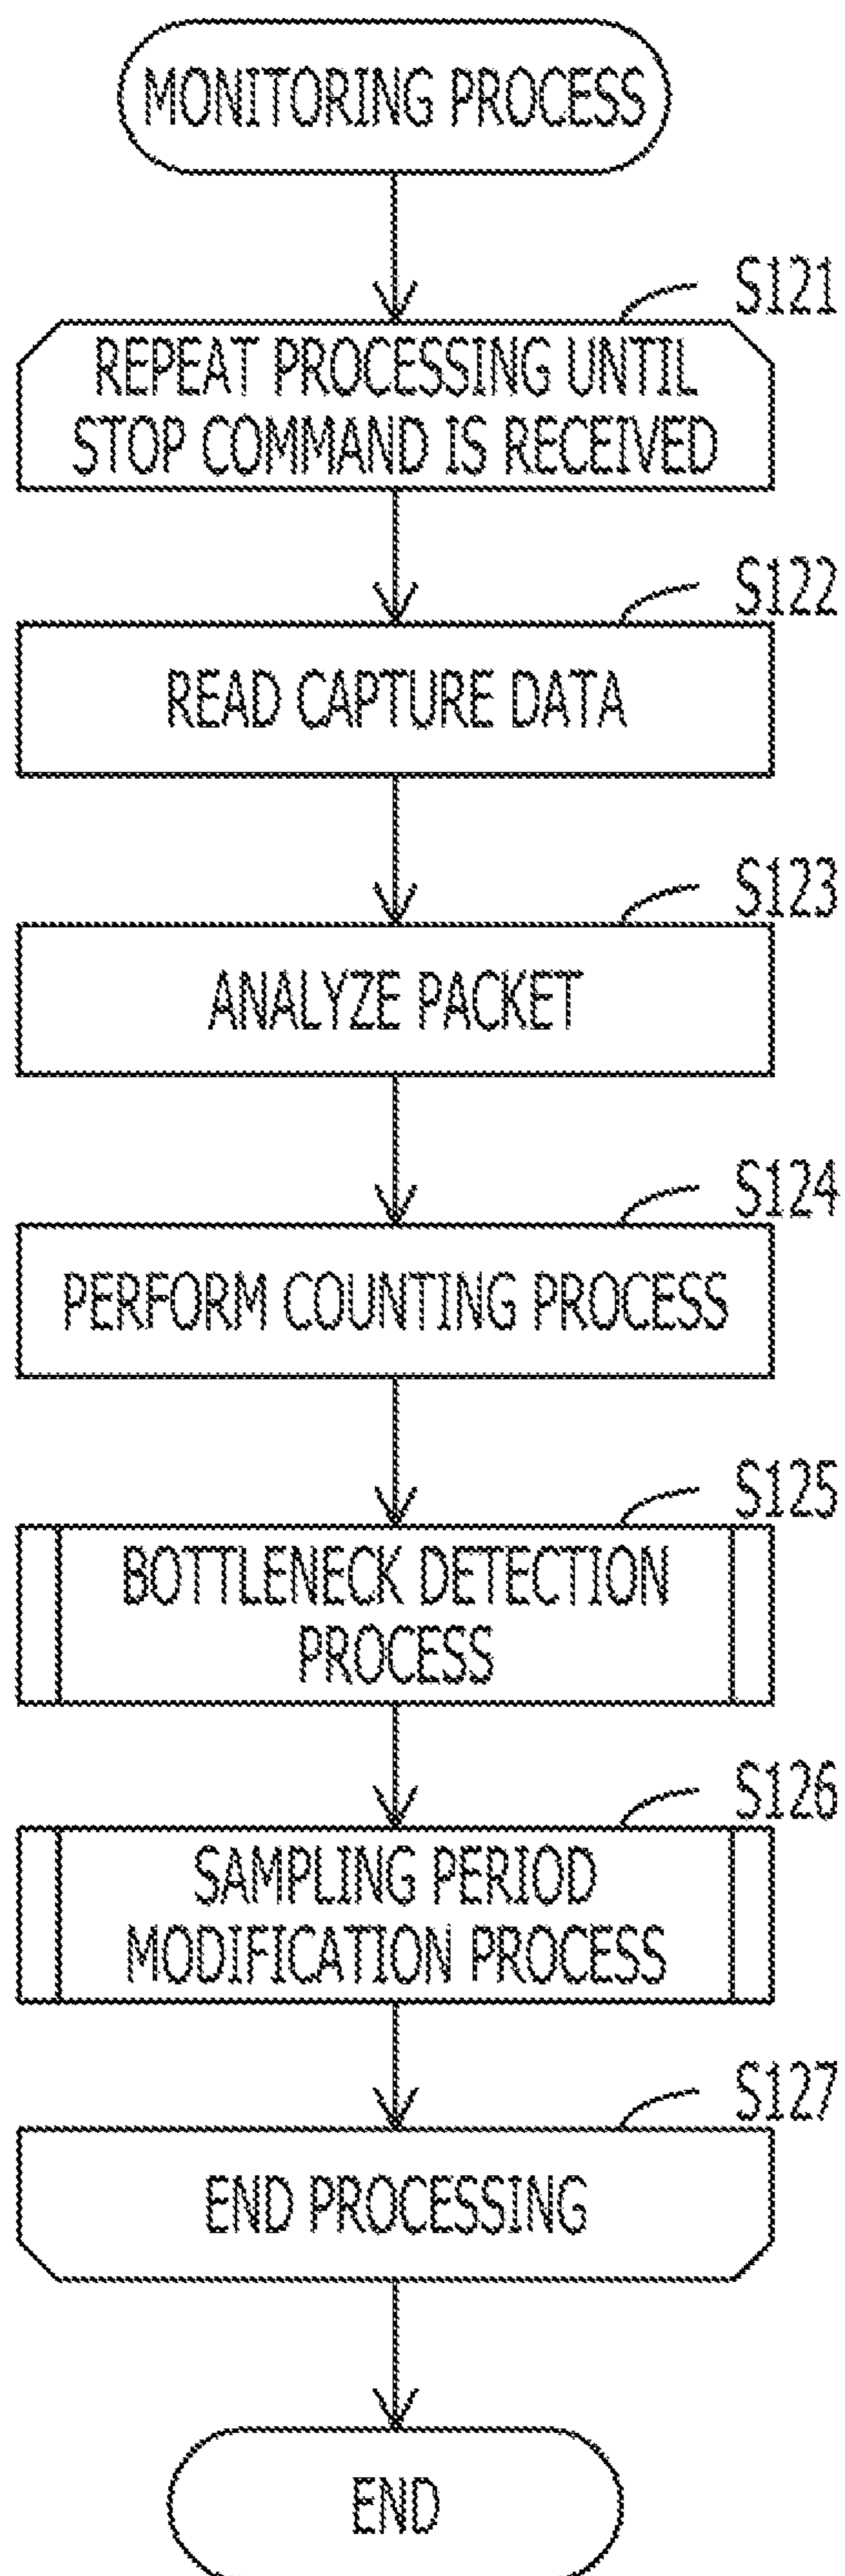 MONITORING PROCESS
S121
REPEAT PROCESSING UNTIL
STOP COMMAND IS RECEIVED
S122
READ CAPTURE DATA
S123
ANALYZE PACKET
S124
PERFORM COUNTING PROCESS
S125
BOTTLENECK DETECTION
PROCESS
S126
SAMPLING PERIOD
MODIFICATION PROCESS
S127
END PROCESSING
END